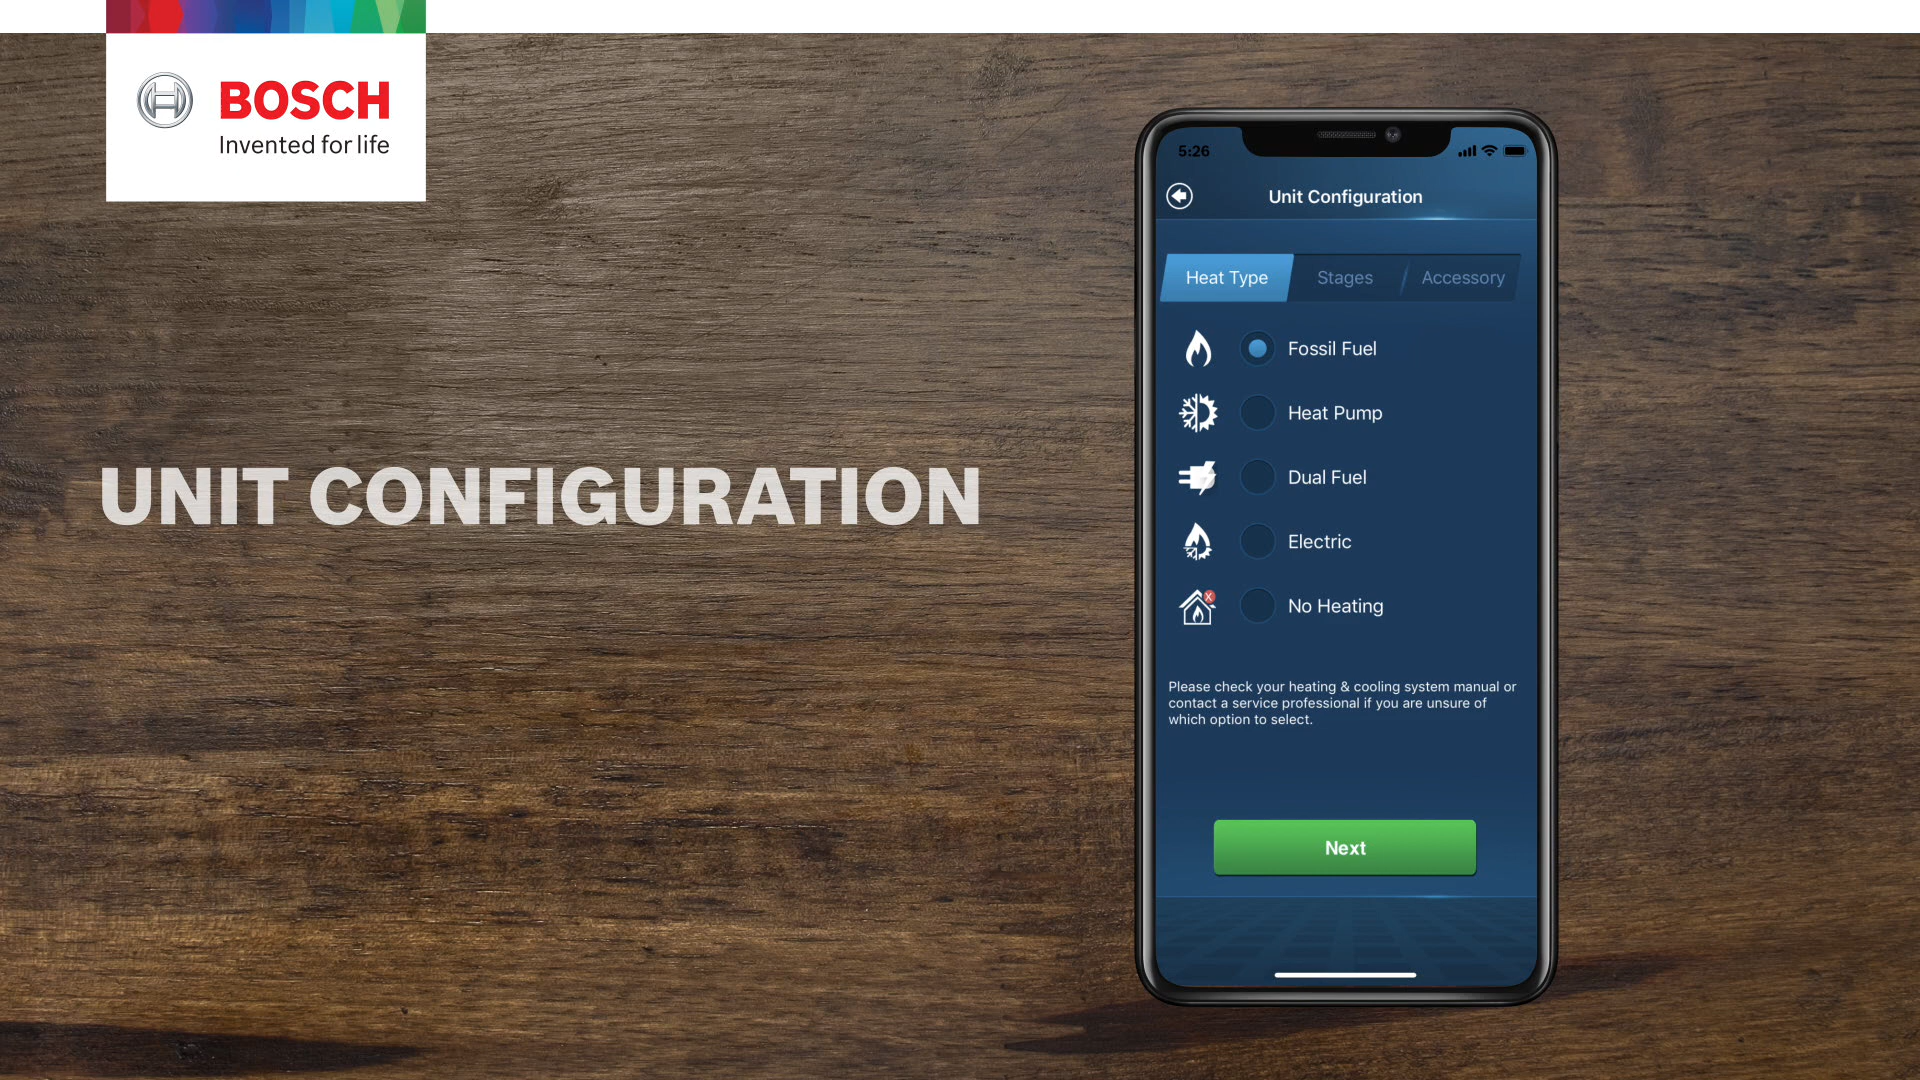 BOSCH
Invented for life
UNIT CONFIGURATION
5:26
Unit Configuration
Heat Type
Stages
Accessory
Fossil Fuel
Heat Pump
Dual Fuel
Electric
No Heating
Please check your heating & cooling system manual or
contact a service professional if you are unsure of
which option to select.
Next